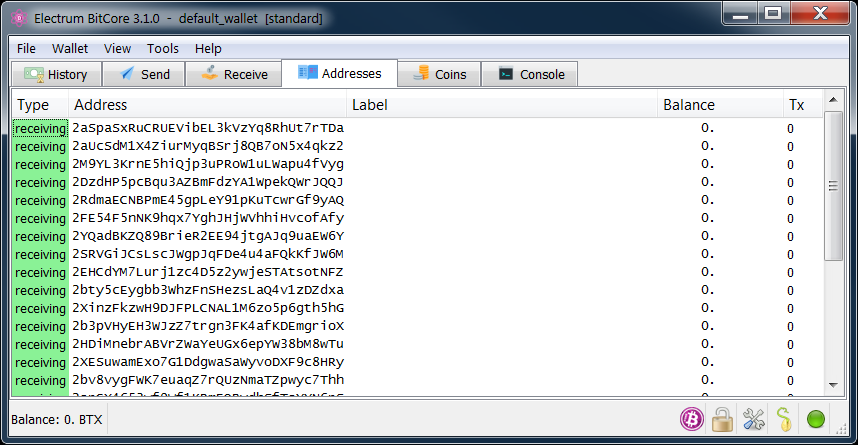 Electrum BitCore 3.1.0 - default_wallet [standard]
File Wallet View Tools Help
History Send Receive Addresses Coins Console
Type Address Label Balance Tx
receiving 2aSpaSxRuCRUEVibEL3kVzYq8RhUt7rTDa 0. 0
receiving 2aUcSdM1X4ZiurMyqBSrj8QB7oN5x4qkz2 0. 0
receiving 2M9YL3KrnE5hiQjp3uPRoW1uLWapu4fVyg 0. 0
receiving 2DzdHP5pcBqu3AZBmFdzYA1WpekQWrJQQJ 0. 0
receiving 2RdmaECNBPmE45gpLeY91pKuTcwrGf9yAQ 0. 0
receiving 2FE54F5nNK9hqx7YghJHjWVhhiHvcofAfy 0. 0
receiving 2YQadBKZQ89BrieR2EE94jtgAJq9uaEW6Y 0. 0
receiving 2SRVGiJCsLscJWgpJqFDe4u4aFQkKfJW6M 0. 0
receiving 2EHCdYM7Lurj1zc4D5z2ywjeSTAtsotNFZ 0. 0
receiving 2bty5cEygbb3WhzFnSHezsLaQ4v1zDZdxa 0. 0
receiving 2XinzFkzwH9DJFPLCNAL1M6zo5p6gth5hG 0. 0
receiving 2b3pVHyEH3WJzZ7trgn3FK4afKDEmgrioX 0. 0
receiving 2HDiMnebrABVrZWaYeUGx6epYW38bM8wTu 0. 0
receiving 2XESuwamExo7G1DdgwaSaWyvoDXF9c8HRy 0. 0
receiving 2bv8vygFWK7euaqZ7rQUzNmaTZpwyc7Thh 0. 0
receiving 0. 0
Balance: 0. BTX